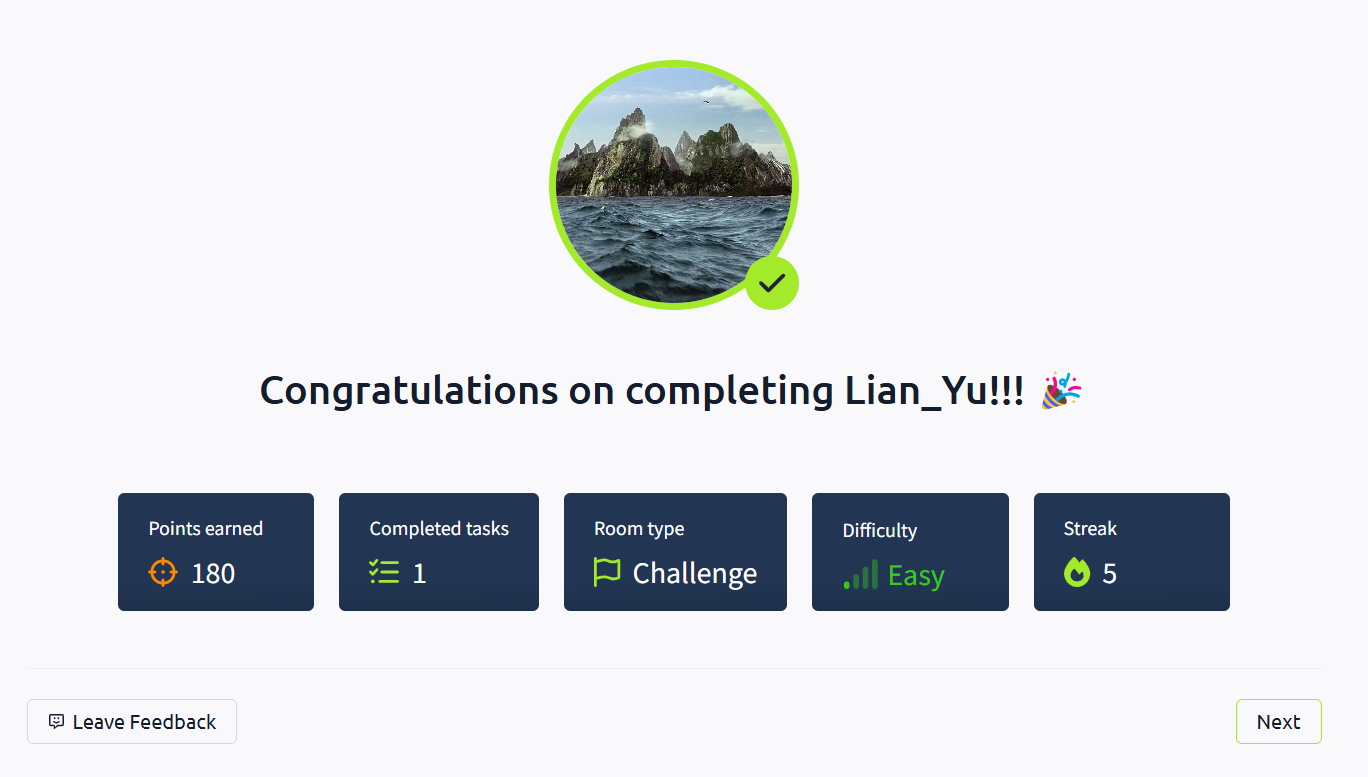 Congratulations on completing Lian_Yu!!! 🎉
Points earned
180
Completed tasks
1
Room type
Challenge
Difficulty
Easy
Streak
5
Leave Feedback
Next